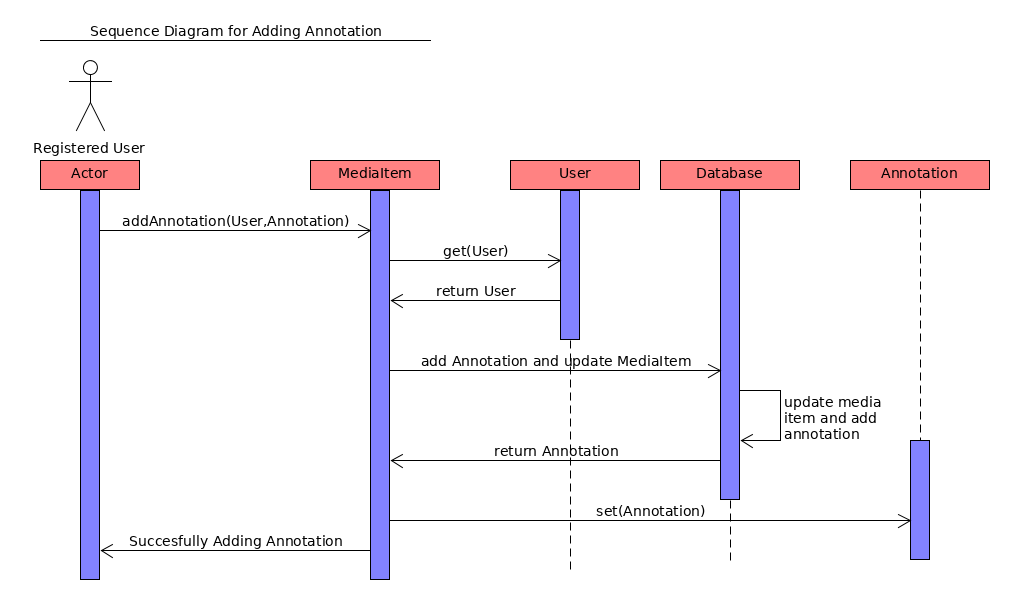 Sequence Diagram for Adding Annotation
Registered User
Actor
MediaItem
User
Database
Annotation
addAnnotation(User,Annotation)
get(User)
return User
add Annotation and update MediaItem
update media
item and add
annotation
return Annotation
set(Annotation)
Succesfully Adding Annotation